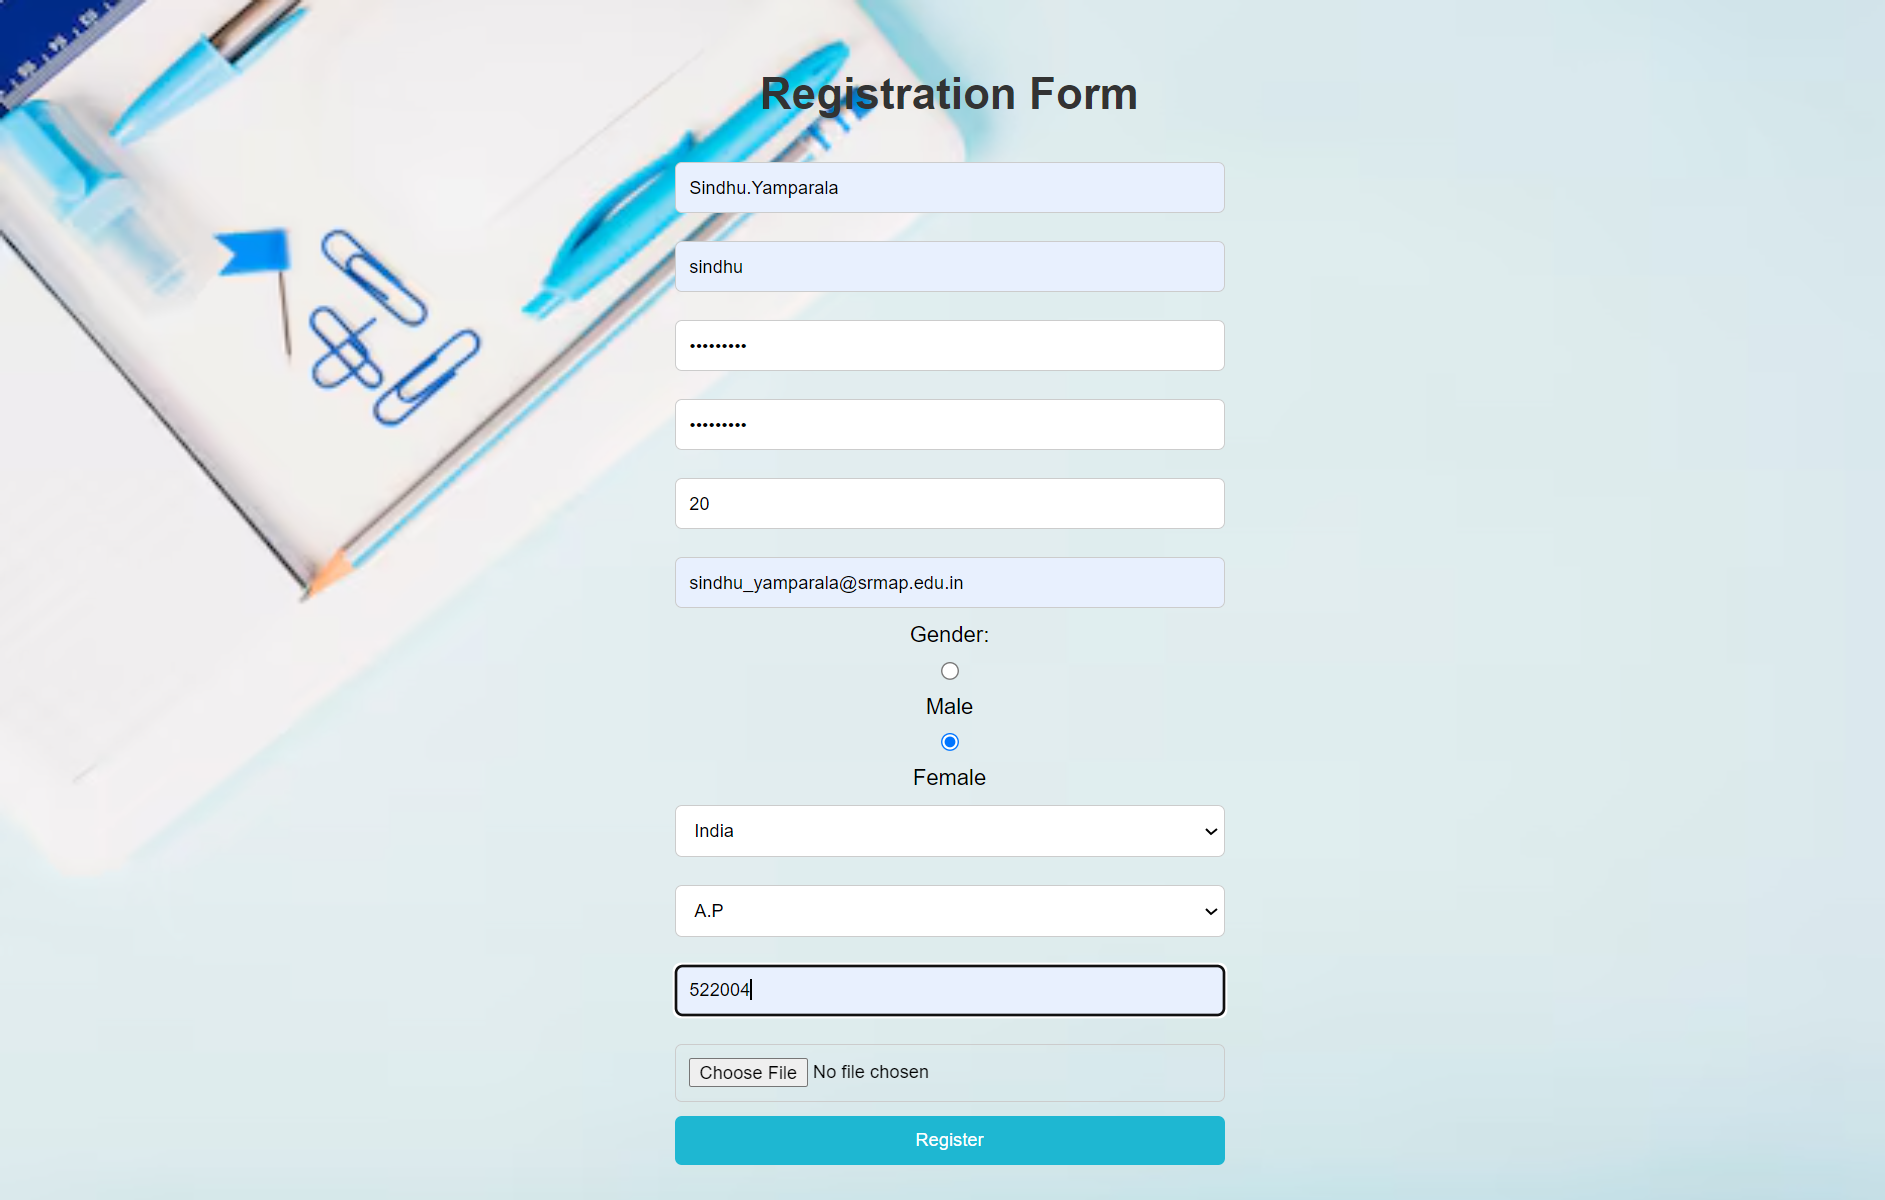 Registration Form
Sindhu.Yamparala
sindhu
•••••••••
•••••••••
20
sindhu_yamparala@srmap.edu.in
Gender:
Male
Female
India
A.P
522004
Choose File No file chosen
Register